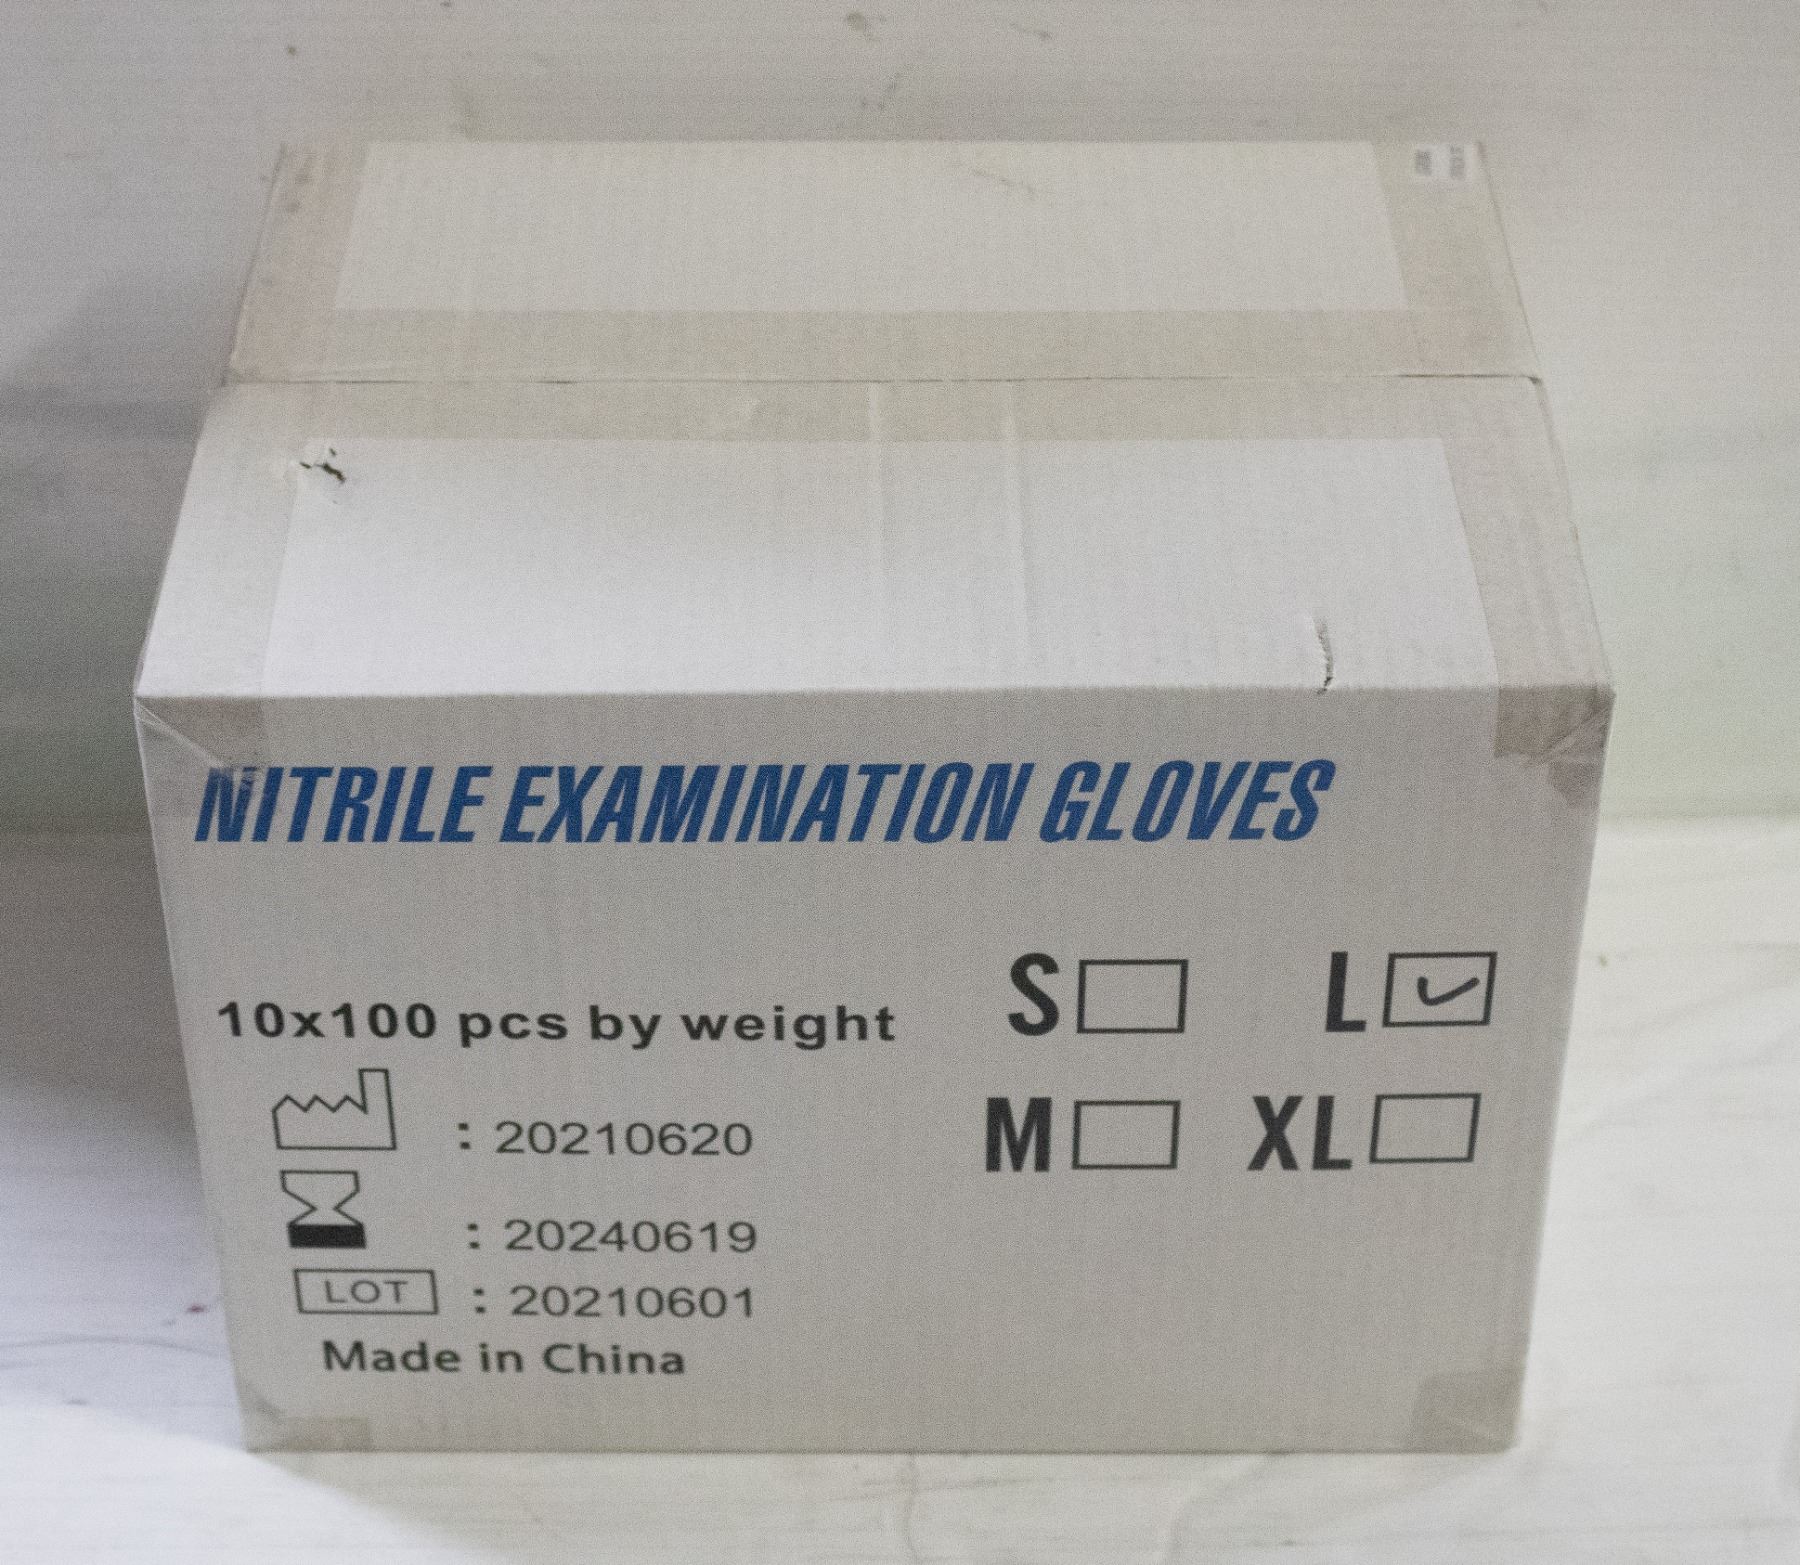 NITRILE EXAMINATION GLOVES
S L
10x100 pcs by weight
M XL
: 20210620
: 20240619
LOT : 20210601
Made in China